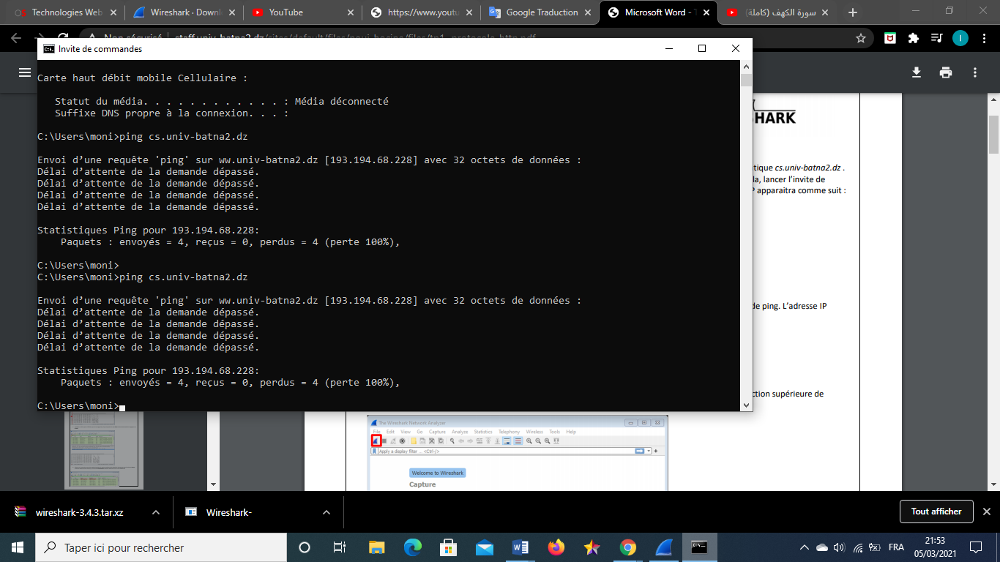 Technologies Web
Wireshark · Downl
YouTube
https://www.youtu
Google Traduction
Microsoft Word -
سورة الكهف (كاملة)
Non sécurisé
staff.univ-batna2.dz/sites/default/files/noui-hocine/files/tp1_protocole_http.pdf
Invite de commandes
Carte haut débit mobile Cellulaire :
Statut du média. . . . . . . . . . . . : Média déconnecté
Suffixe DNS propre à la connexion. . . :
C:\Users\moni>ping cs.univ-batna2.dz
Envoi d’une requête 'ping' sur ww.univ-batna2.dz [193.194.68.228] avec 32 octets de données :
Délai d’attente de la demande dépassé.
Délai d’attente de la demande dépassé.
Délai d’attente de la demande dépassé.
Délai d’attente de la demande dépassé.
Statistiques Ping pour 193.194.68.228:
Paquets : envoyés = 4, reçus = 0, perdus = 4 (perte 100%),
C:\Users\moni>
C:\Users\moni>ping cs.univ-batna2.dz
Envoi d’une requête 'ping' sur ww.univ-batna2.dz [193.194.68.228] avec 32 octets de données :
Délai d’attente de la demande dépassé.
Délai d’attente de la demande dépassé.
Délai d’attente de la demande dépassé.
Délai d’attente de la demande dépassé.
Statistiques Ping pour 193.194.68.228:
Paquets : envoyés = 4, reçus = 0, perdus = 4 (perte 100%),
C:\Users\moni>
HARK
tique cs.univ-batna2.dz .
la, lancer l’invite de
P apparaitra comme suit :
de ping. L’adresse IP
ction supérieure de
The Wireshark Network Analyzer
File Edit View Go Capture Analyze Statistics Telephony Wireless Tools Help
Apply a display filter ... <Ctrl-/>
Welcome to Wireshark
Capture
wireshark-3.4.3.tar.xz
Wireshark-
Tout afficher
Taper ici pour rechercher
FRA
21:53
05/03/2021